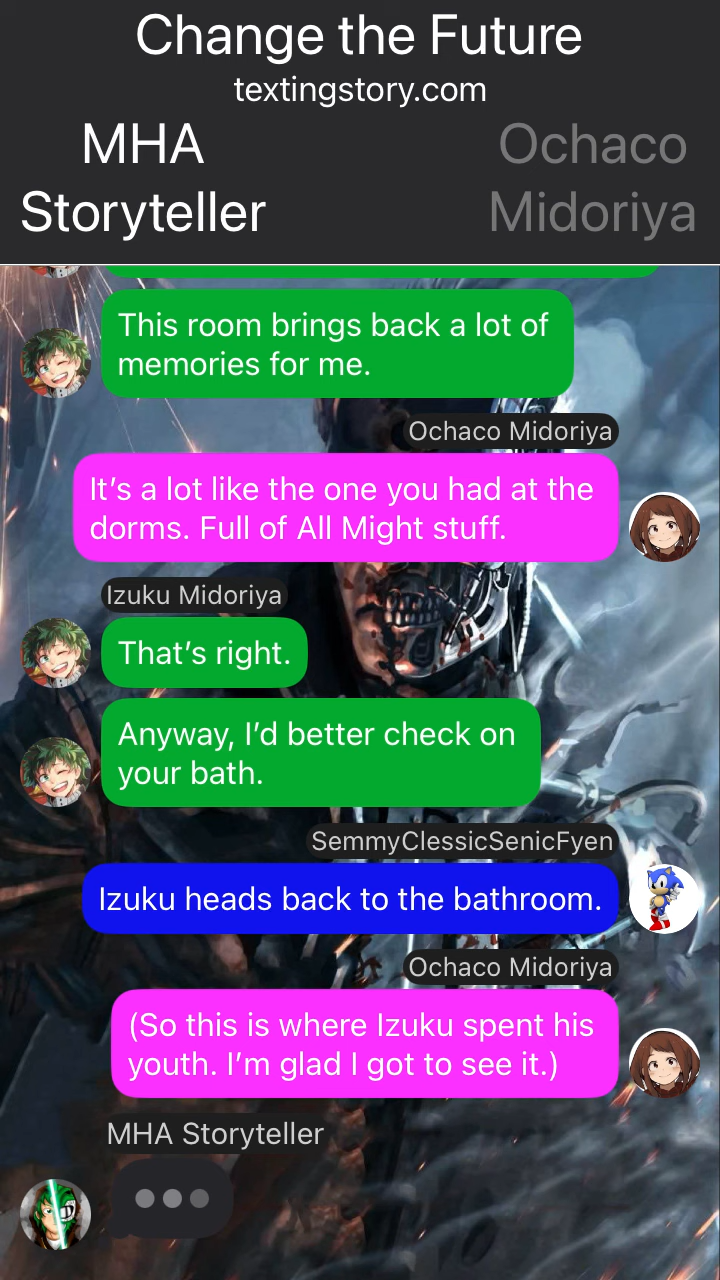 Change the Future
textingstory.com
MHA
Storyteller
Ochaco
Midoriya
This room brings back a lot of
memories for me.
Ochaco Midoriya
It’s a lot like the one you had at the
dorms. Full of All Might stuff.
Izuku Midoriya
That’s right.
Anyway, I’d better check on
your bath.
SemmyClassicSenicFyen
Izuku heads back to the bathroom.
Ochaco Midoriya
(So this is where Izuku spent his
youth. I’m glad I got to see it.)
MHA Storyteller